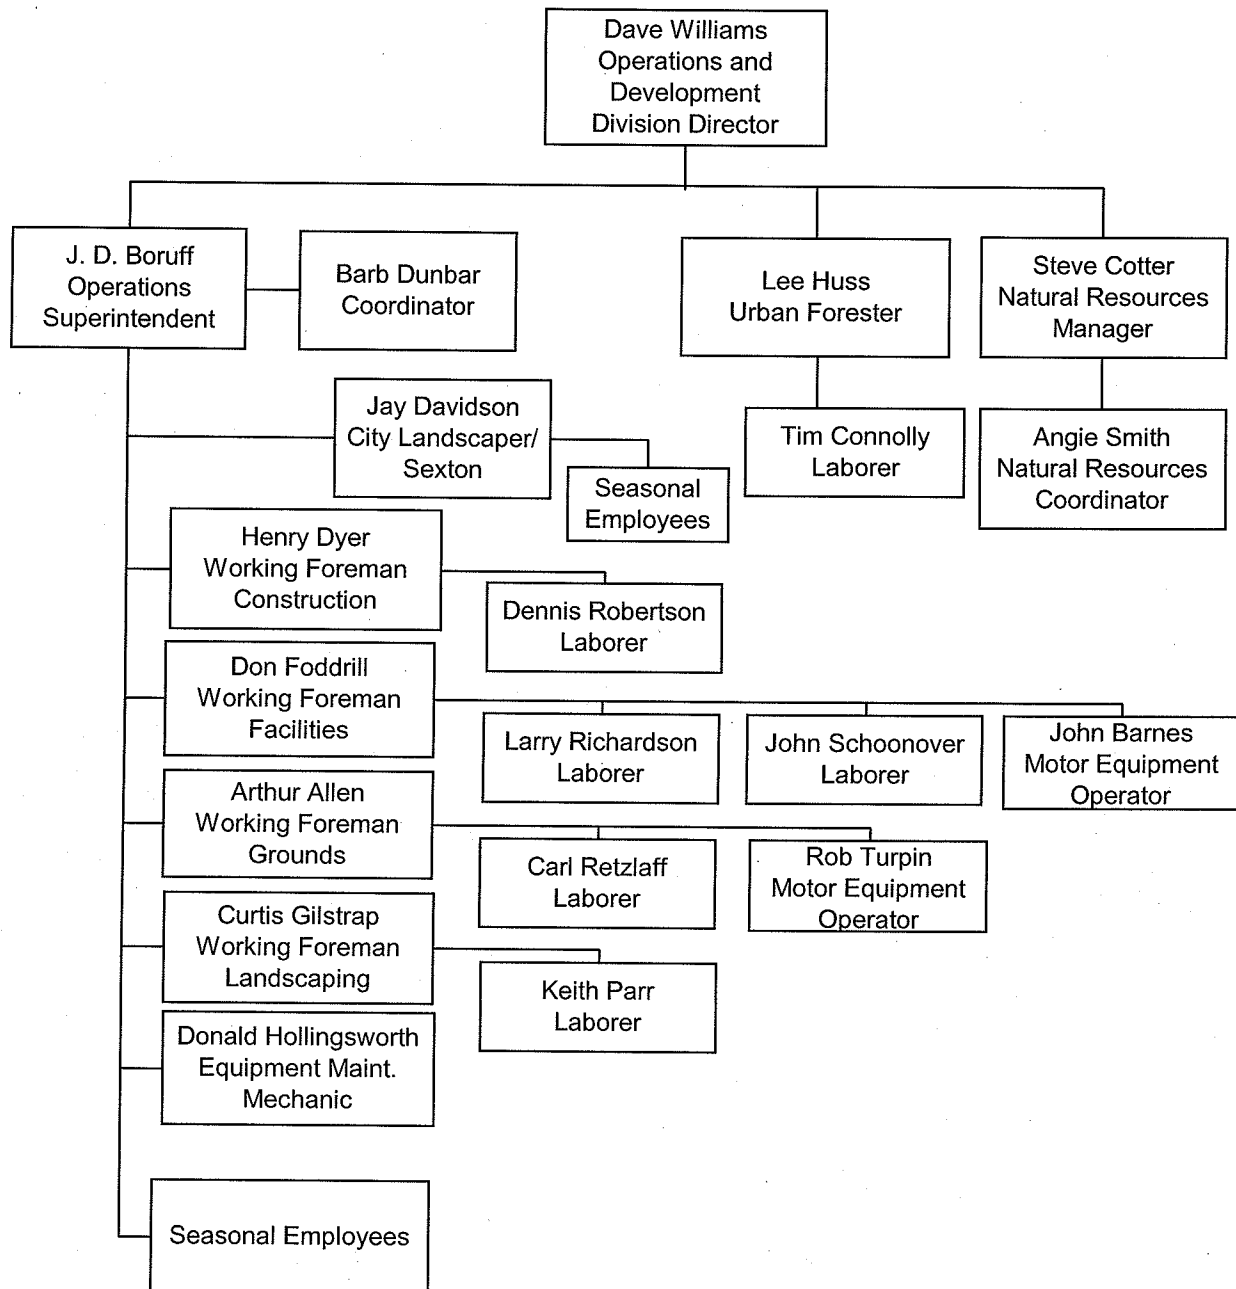 Dave Williams
Operations and
Development
Division Director
J. D. Boruff
Operations
Superintendent
Barb Dunbar
Coordinator
Lee Huss
Urban Forester
Steve Cotter
Natural Resources
Manager
Jay Davidson
City Landscaper/
Sexton
Seasonal
Employees
Tim Connolly
Laborer
Angie Smith
Natural Resources
Coordinator
Henry Dyer
Working Foreman
Construction
Dennis Robertson
Laborer
Don Foddrill
Working Foreman
Facilities
Larry Richardson
Laborer
John Schoonover
Laborer
John Barnes
Motor Equipment
Operator
Arthur Allen
Working Foreman
Grounds
Carl Retzlaff
Laborer
Rob Turpin
Motor Equipment
Operator
Curtis Gilstrap
Working Foreman
Landscaping
Keith Parr
Laborer
Donald Hollingsworth
Equipment Maint.
Mechanic
Seasonal Employees